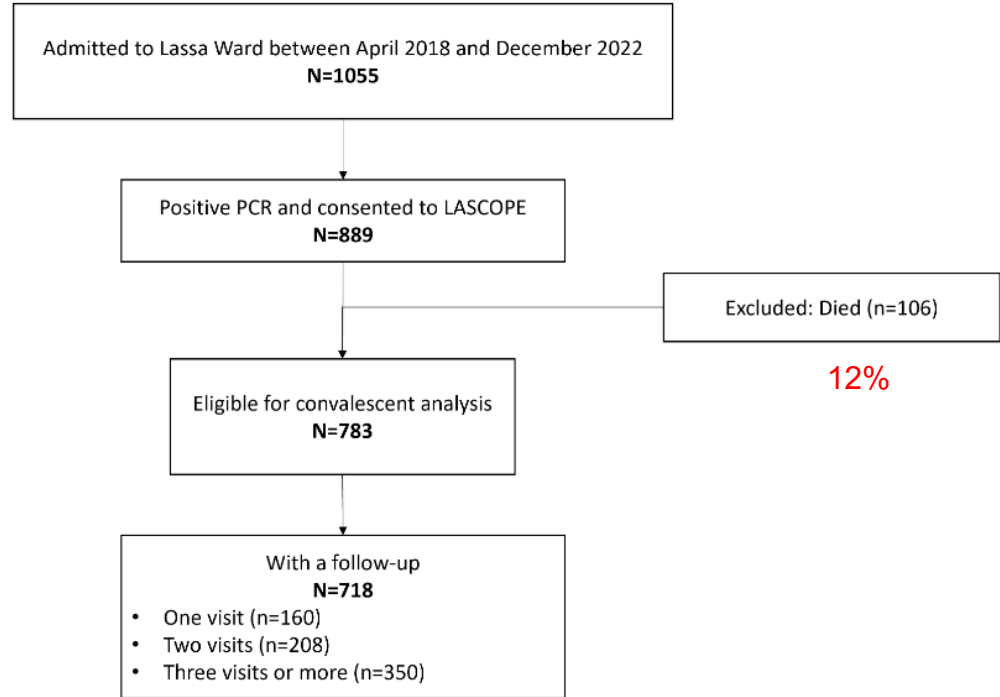 Admitted to Lassa Ward between April 2018 and December 2022
N=1055
Positive PCR and consented to LASCOPE
N=889
Excluded: Died (n=106)
12%
Eligible for convalescent analysis
N=783
With a follow-up
N=718
• One visit (n=160)
• Two visits (n=208)
• Three visits or more (n=350)